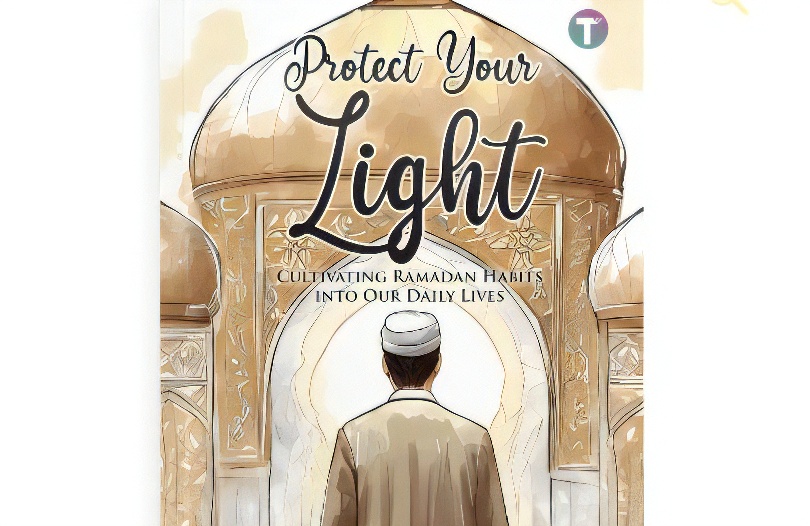 Protect Your
Light
CULTIVATING RAMADAN HABITS
INTO OUR DAILY LIVES
T